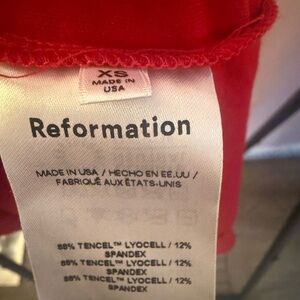 XS
MADE IN
USA
Reformation
MADE IN USA / HECHO EN EE.UU /
FABRIQUÉ AUX ÉTATS-UNIS
88% TENCEL™ LYOCELL / 12%
SPANDEX
88% TENCEL™ LYOCELL / 12%
SPANDEX
88% TENCEL™ LYOCELL / 12%
SPANDEX